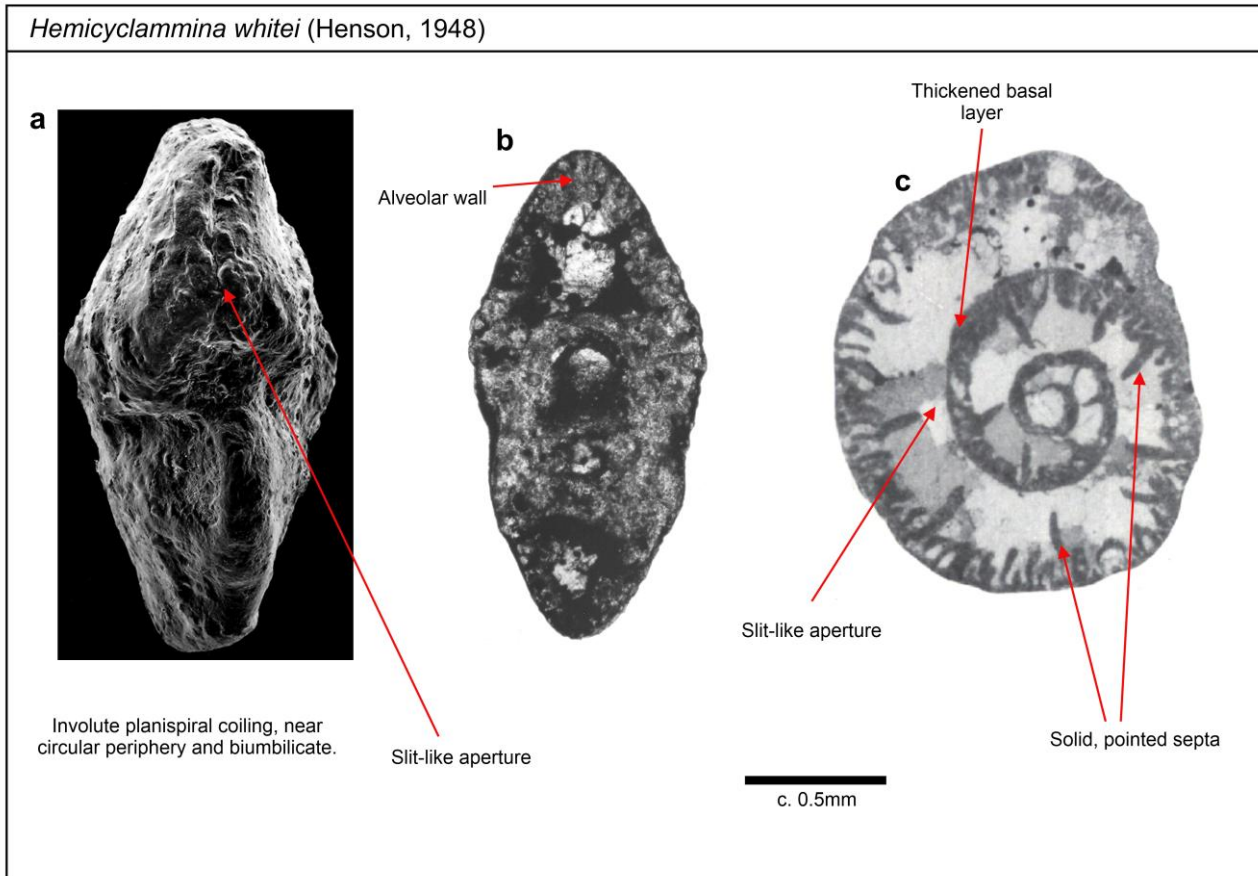 Hemicyclammina whitei (Henson, 1948)
Thickened basal
layer
a
b
Alveolar wall
c
Slit-like aperture
Involute planispiral coiling, near
circular periphery and biumbilicate.
Slit-like aperture
Solid, pointed septa
c. 0.5mm